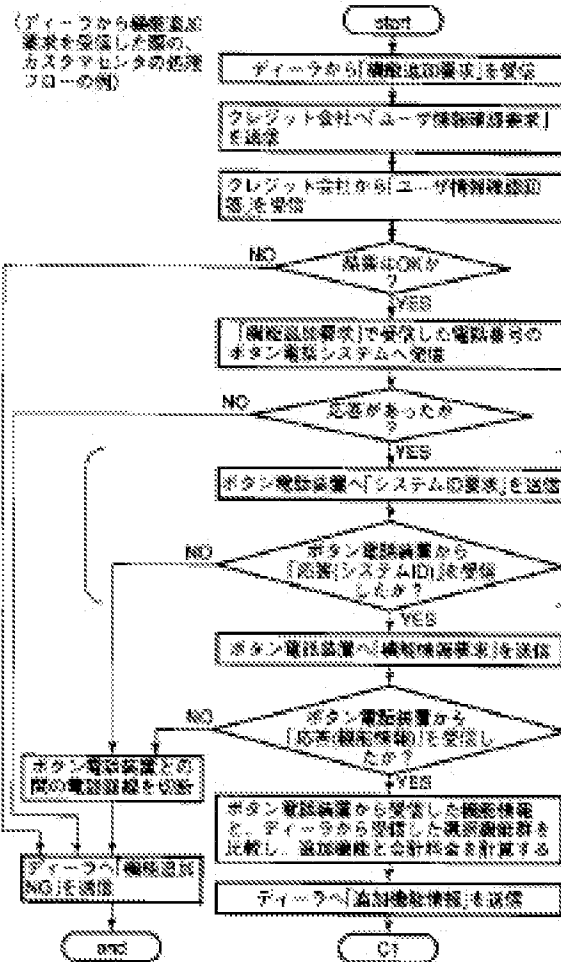 (ディーラから機能追加
要求を受信した際の、
カスタマセンタの処理
フローの例)
start
ディーラから「機能追加要求」を受信
クレジット会社へ「ユーザ情報確認要求」
を送信
クレジット会社から「ユーザ情報確認回
答」を受信
NO
結果はOKか
?
YES
「機能追加要求」で受信した電話番号の
ボタン電話システムへ発信
NO
応答があったか
?
YES
ボタン電話装置へ「システムID要求」を送信
NO
ボタン電話装置から
「応答(システムID)」を受信
したか?
YES
ボタン電話装置へ「機能情報要求」を送信
NO
ボタン電話装置から
「応答(機能情報)」を受信し
たか?
YES
ボタン電話装置との
間の電話回線を切断
ボタン電話装置から受信した機能情報
と、ディーラから受信した選択機能群を
比較し、追加機能と合計料金を計算する
ディーラへ「機能追加
NG」を送信
ディーラへ「追加機能情報」を送信
end
C1